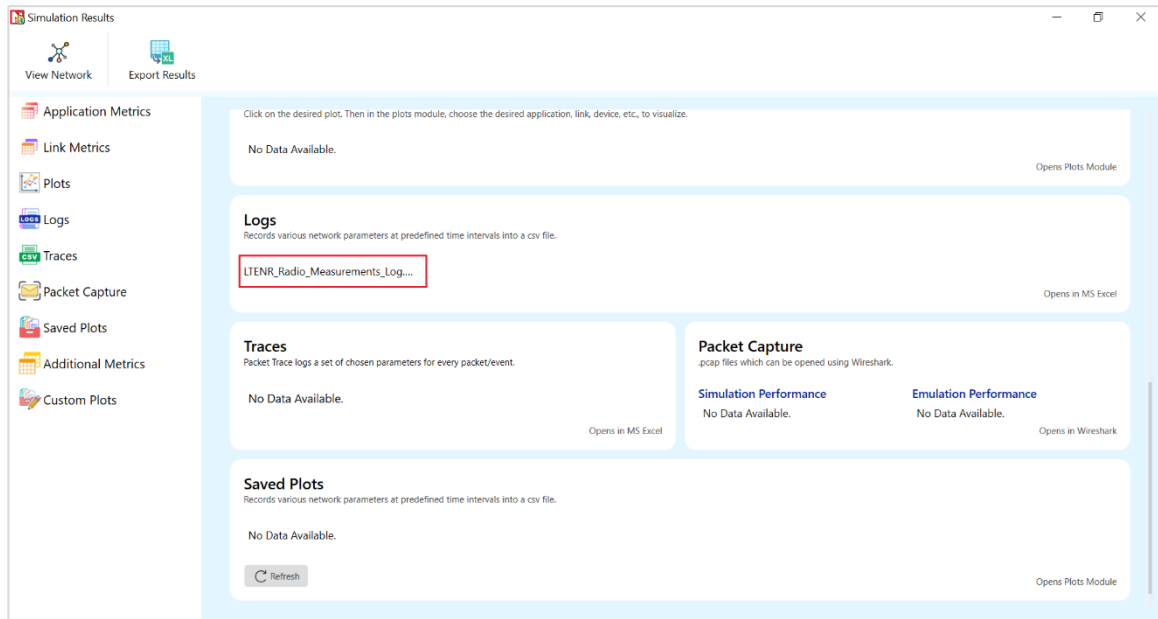 Simulation Results
View Network
Export Results
Application Metrics
Link Metrics
Plots
Logs
Traces
Packet Capture
Saved Plots
Additional Metrics
Custom Plots
Click on the desired plot. Then in the plots module, choose the desired application, link, device, etc., to visualize.
No Data Available.
Opens Plots Module
Logs
Records various network parameters at predefined time intervals into a csv file.
LTENR_Radio_Measurements_Log....
Opens in MS Excel
Traces
Packet Trace logs a set of chosen parameters for every packet/event.
No Data Available.
Opens in MS Excel
Packet Capture
.pcap files which can be opened using Wireshark.
Simulation Performance
No Data Available.
Emulation Performance
No Data Available.
Opens in Wireshark
Saved Plots
Records various network parameters at predefined time intervals into a csv file.
No Data Available.
Refresh
Opens Plots Module